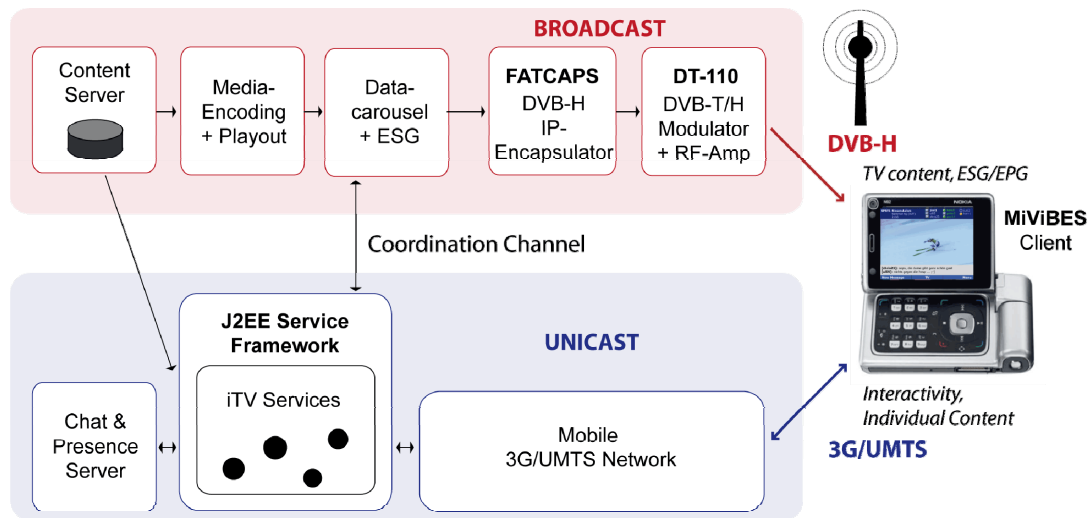 BROADCAST
Content
Server
Media-
Encoding
+ Playout
Data-
carousel
+ ESG
FATCAPS
DVB-H
IP-
Encapsulator
DT-110
DVB-T/H
Modulator
+ RF-Amp
DVB-H
TV content, ESG/EPG
NOKIA
MiViBES
Client
Coordination Channel
UNICAST
J2EE Service
Framework
iTV Services
Chat &
Presence
Server
Mobile
3G/UMTS Network
Interactivity,
Individual Content
3G/UMTS